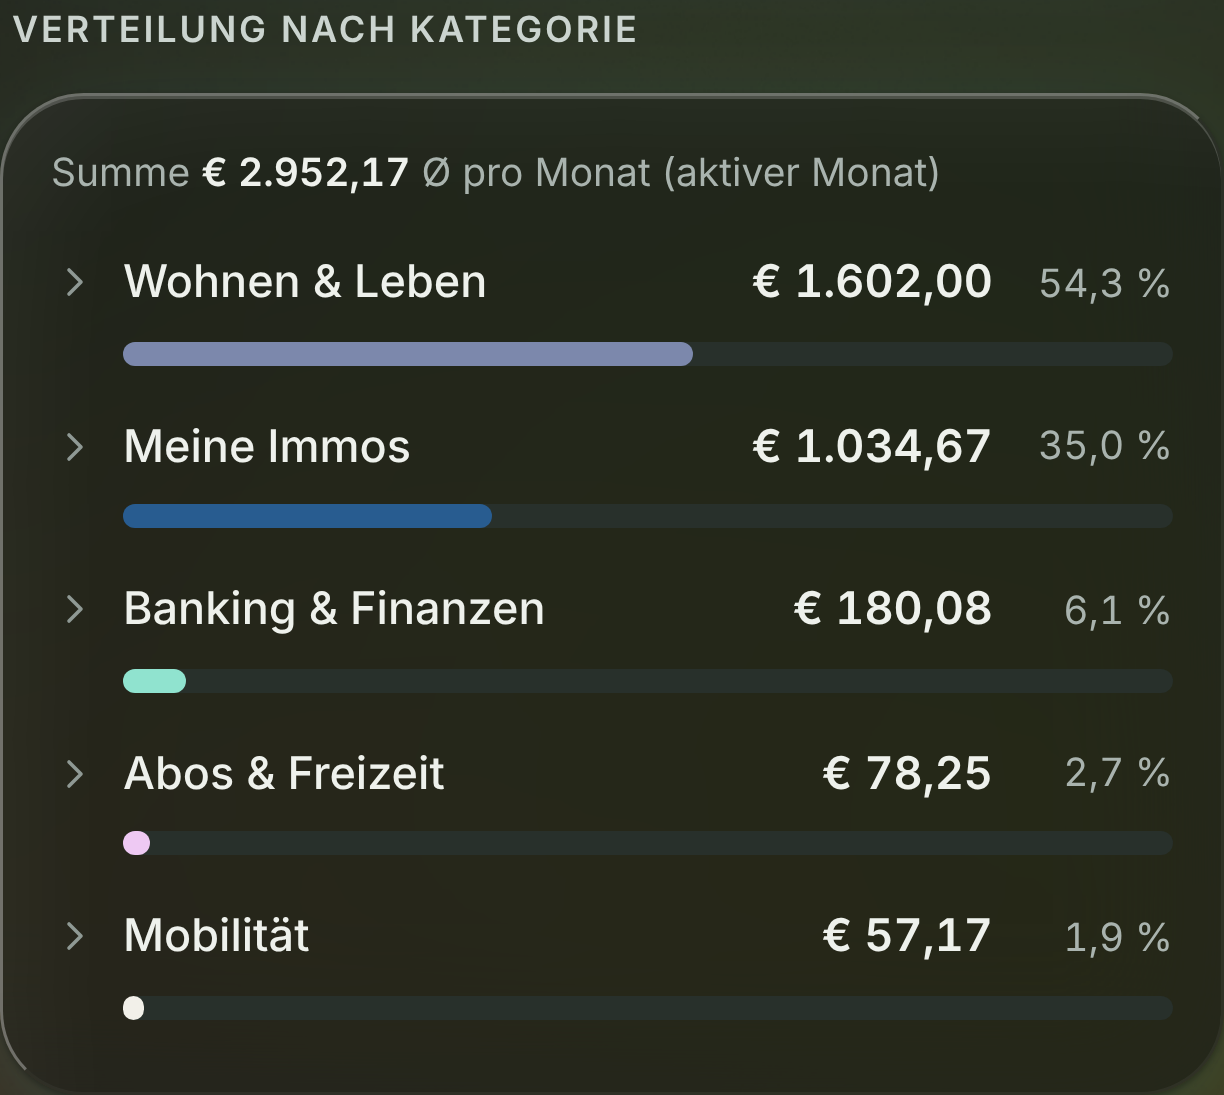 VERTEILUNG NACH KATEGORIE
Summe € 2.952,17 Ø pro Monat (aktiver Monat)
Wohnen & Leben € 1.602,00 54,3 %
Meine Immos € 1.034,67 35,0 %
Banking & Finanzen € 180,08 6,1 %
Abos & Freizeit € 78,25 2,7 %
Mobilität € 57,17 1,9 %